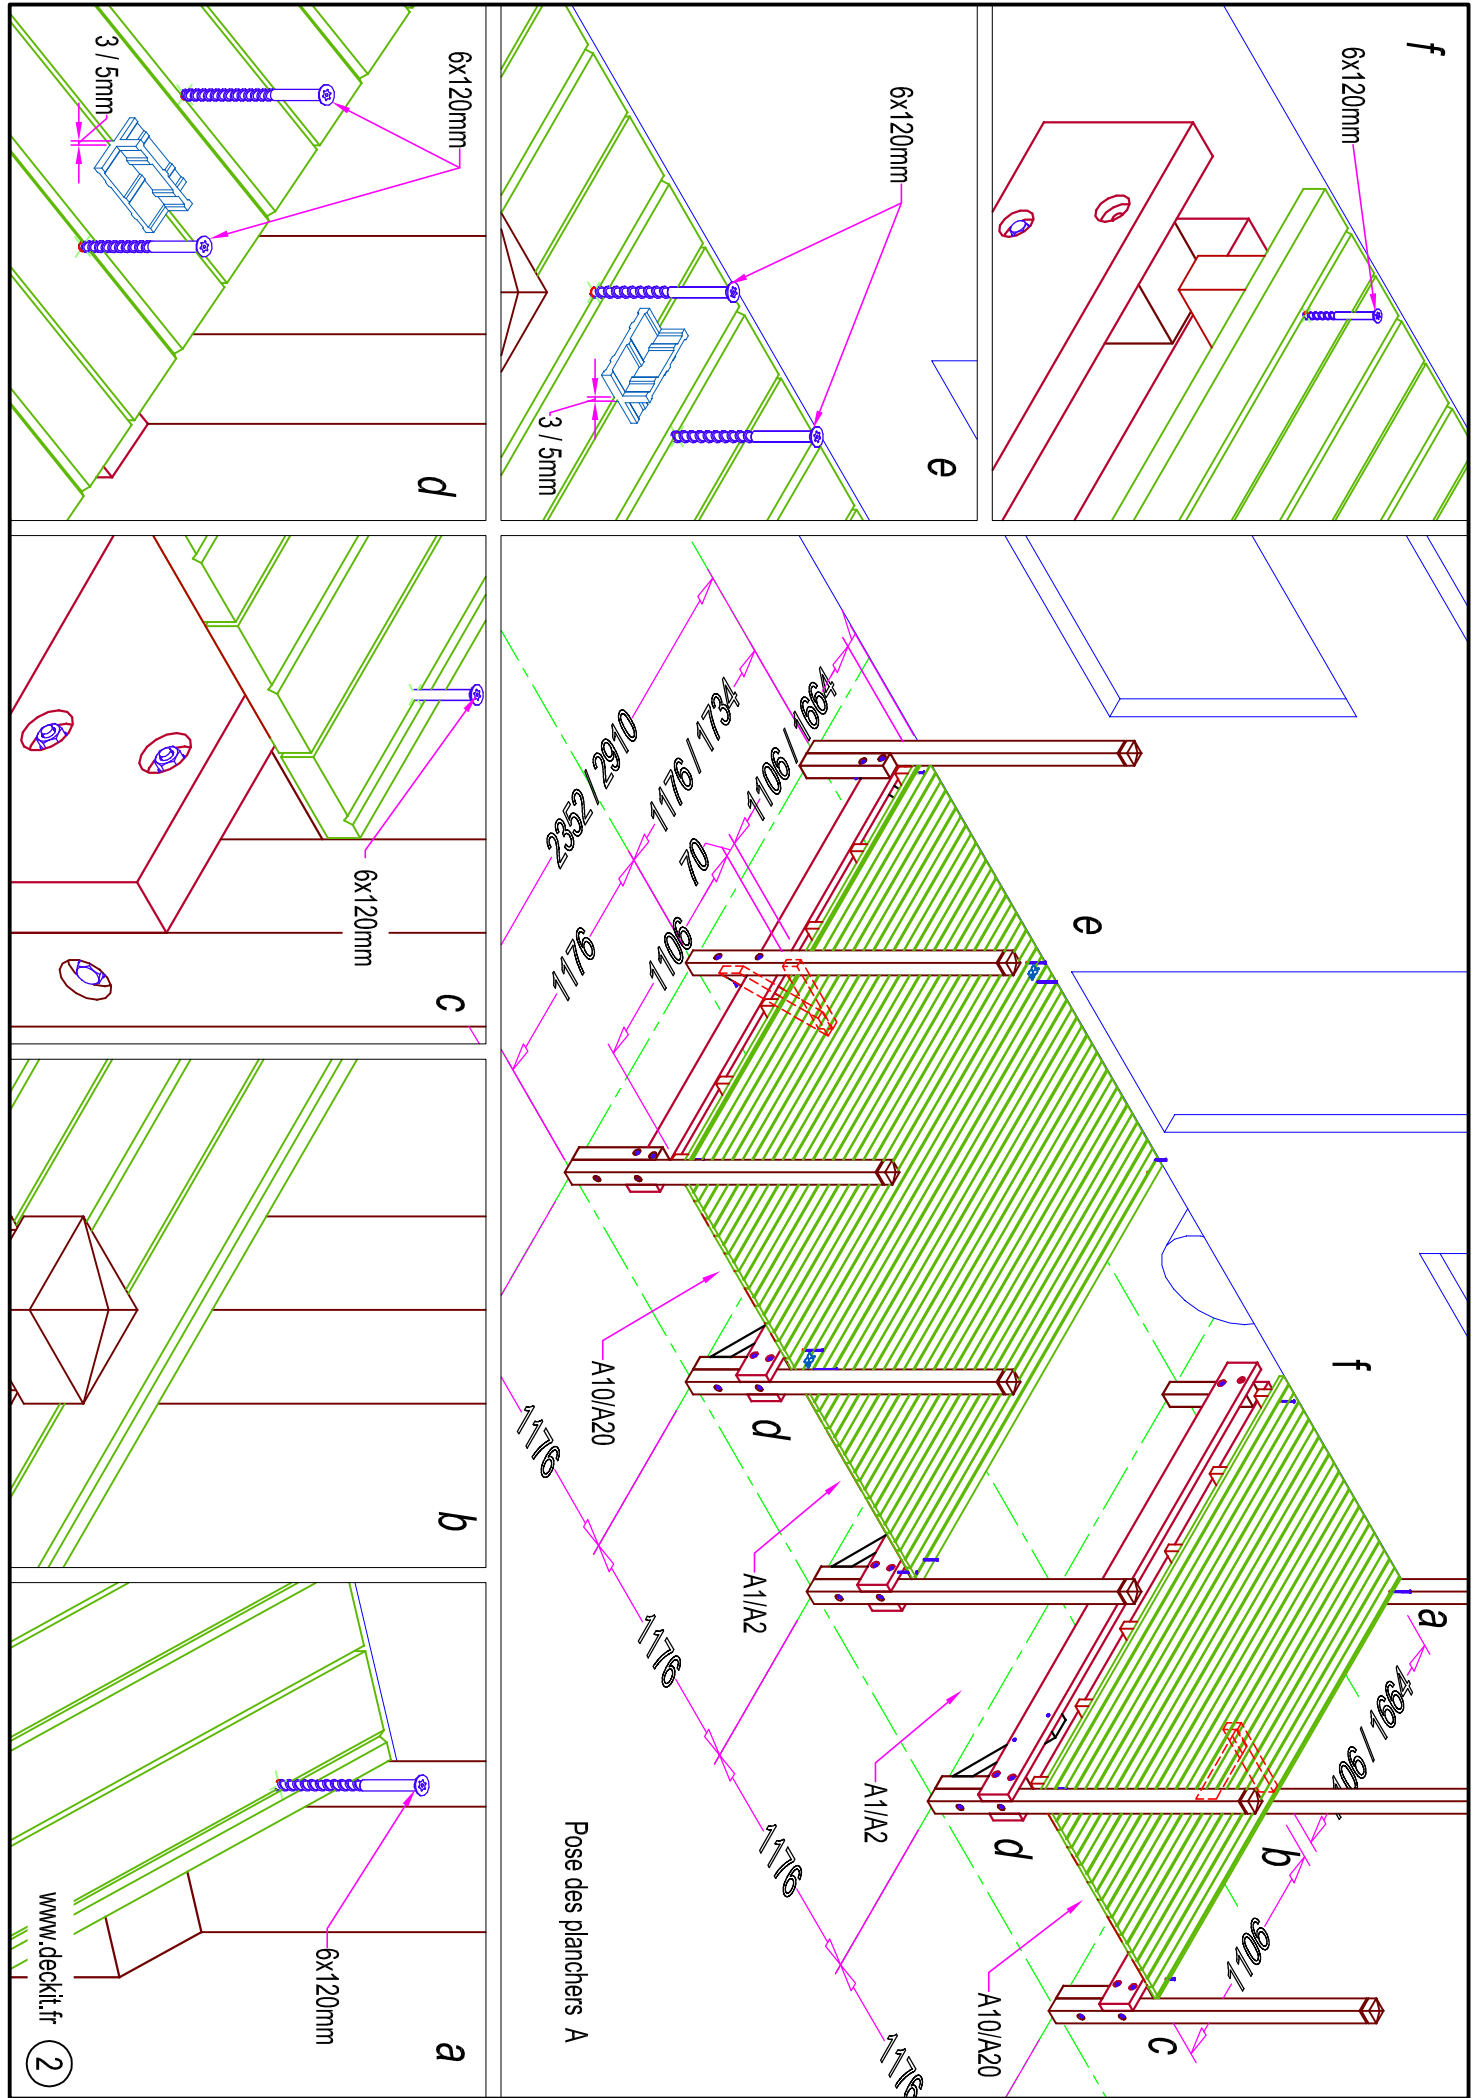 f
6x120mm
e
6x120mm
3 / 5mm
d
6x120mm
3 / 5mm
c
6x120mm
b
a
6x120mm
2352 / 2910
1176 / 1734
1106 / 1664
70
1176
1106
e
f
a
106 / 1664
b
1106
c
d
d
A10/A20
A1/A2
A1/A2
A10/A20
1176
1176
1176
1176
Pose des planchers A
www.deckit.fr
2